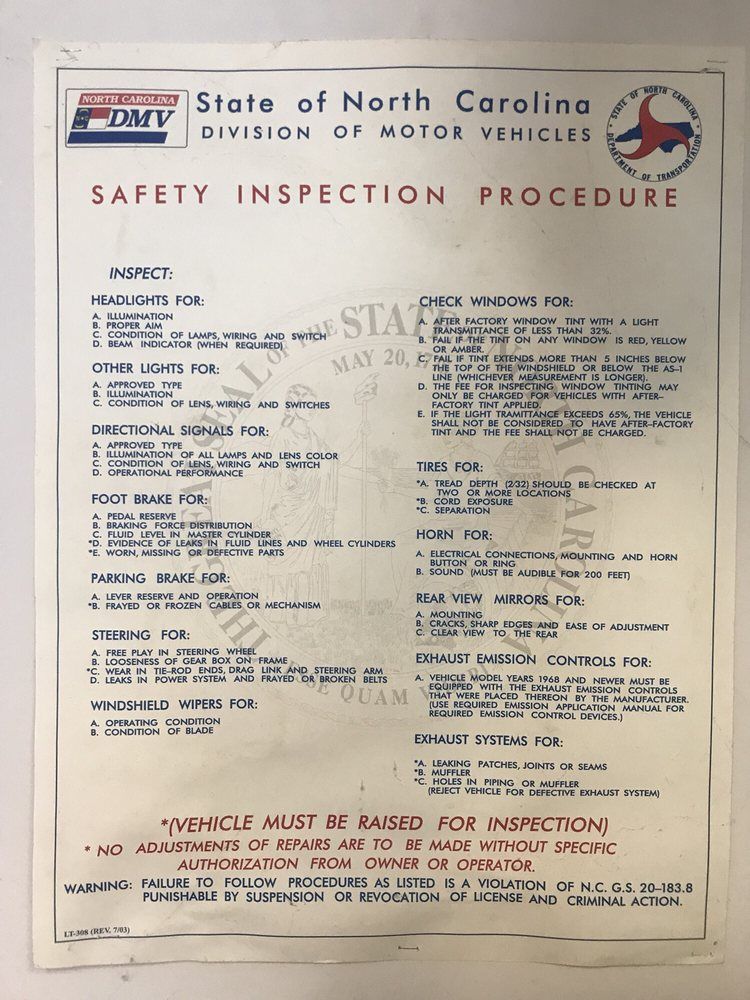 NORTH CAROLINA
DMV
State of North Carolina
DIVISION OF MOTOR VEHICLES
STATE OF NORTH CAROLINA
DEPARTMENT OF TRANSPORTATION
SAFETY INSPECTION PROCEDURE
INSPECT:
HEADLIGHTS FOR:
A. ILLUMINATION
B. PROPER AIM
C. CONDITION OF LAMPS, WIRING AND SWITCH
D. BEAM INDICATOR (WHEN REQUIRED)
OTHER LIGHTS FOR:
A. APPROVED TYPE
B. ILLUMINATION
C. CONDITION OF LENS, WIRING AND SWITCHES
DIRECTIONAL SIGNALS FOR:
A. APPROVED TYPE
B. ILLUMINATION OF ALL LAMPS AND LENS COLOR
C. CONDITION OF LENS, WIRING AND SWITCH
D. OPERATIONAL PERFORMANCE
FOOT BRAKE FOR:
A. PEDAL RESERVE
B. BRAKING FORCE DISTRIBUTION
C. FLUID LEVEL IN MASTER CYLINDER
*D. EVIDENCE OF LEAKS IN FLUID LINES AND WHEEL CYLINDERS
*E. WORN, MISSING OR DEFECTIVE PARTS
PARKING BRAKE FOR:
A. LEVER RESERVE AND OPERATION
*B. FRAYED OR FROZEN CABLES OR MECHANISM
STEERING FOR:
A. FREE PLAY IN STEERING WHEEL
B. LOOSENESS OF GEAR BOX ON FRAME
*C. WEAR IN TIE-ROD ENDS, DRAG LINK AND STEERING ARM
D. LEAKS IN POWER SYSTEM AND FRAYED OR BROKEN BELTS
WINDSHIELD WIPERS FOR:
A. OPERATING CONDITION
B. CONDITION OF BLADE
CHECK WINDOWS FOR:
A. AFTER FACTORY WINDOW TINT WITH A LIGHT
TRANSMITTANCE OF LESS THAN 32%.
B. FAIL IF THE TINT ON ANY WINDOW IS RED, YELLOW
OR AMBER.
C. FAIL IF TINT EXTENDS MORE THAN 5 INCHES BELOW
THE TOP OF THE WINDSHIELD OR BELOW THE AS-1
LINE (WHICHEVER MEASUREMENT IS LONGER).
D. THE FEE FOR INSPECTING WINDOW TINTING MAY
ONLY BE CHARGED FOR VEHICLES WITH AFTER-
FACTORY TINT APPLIED.
E. IF THE LIGHT TRAMITTANCE EXCEEDS 65%, THE VEHICLE
SHALL NOT BE CONSIDERED TO HAVE AFTER-FACTORY
TINT AND THE FEE SHALL NOT BE CHARGED.
TIRES FOR:
*A. TREAD DEPTH (2/32) SHOULD BE CHECKED AT
TWO OR MORE LOCATIONS
*B. CORD EXPOSURE
*C. SEPARATION
HORN FOR:
A. ELECTRICAL CONNECTIONS, MOUNTING AND HORN
BUTTON OR RING
B. SOUND (MUST BE AUDIBLE FOR 200 FEET)
REAR VIEW MIRRORS FOR:
A. MOUNTING
B. CRACKS, SHARP EDGES AND EASE OF ADJUSTMENT
C. CLEAR VIEW TO THE REAR
EXHAUST EMISSION CONTROLS FOR:
A. VEHICLE MODEL YEARS 1968 AND NEWER MUST BE
EQUIPPED WITH THE EXHAUST EMISSION CONTROLS
THAT WERE PLACED THEREON BY THE MANUFACTURER.
(USE REQUIRED EMISSION APPLICATION MANUAL FOR
REQUIRED EMISSION CONTROL DEVICES.)
EXHAUST SYSTEMS FOR:
*A. LEAKING PATCHES, JOINTS OR SEAMS
*B. MUFFLER
*C. HOLES IN PIPING OR MUFFLER
(REJECT VEHICLE FOR DEFECTIVE EXHAUST SYSTEM)
THE SEAL OF THE STATE NORTH CAROLINA
MAY 20, 17
QUAM
*(VEHICLE MUST BE RAISED FOR INSPECTION)
* NO ADJUSTMENTS OF REPAIRS ARE TO BE MADE WITHOUT SPECIFIC
AUTHORIZATION FROM OWNER OR OPERATOR.
WARNING: FAILURE TO FOLLOW PROCEDURES AS LISTED IS A VIOLATION OF N.C. G.S. 20-183.8
PUNISHABLE BY SUSPENSION OR REVOCATION OF LICENSE AND CRIMINAL ACTION.
LT-308 (REV. 7/03)